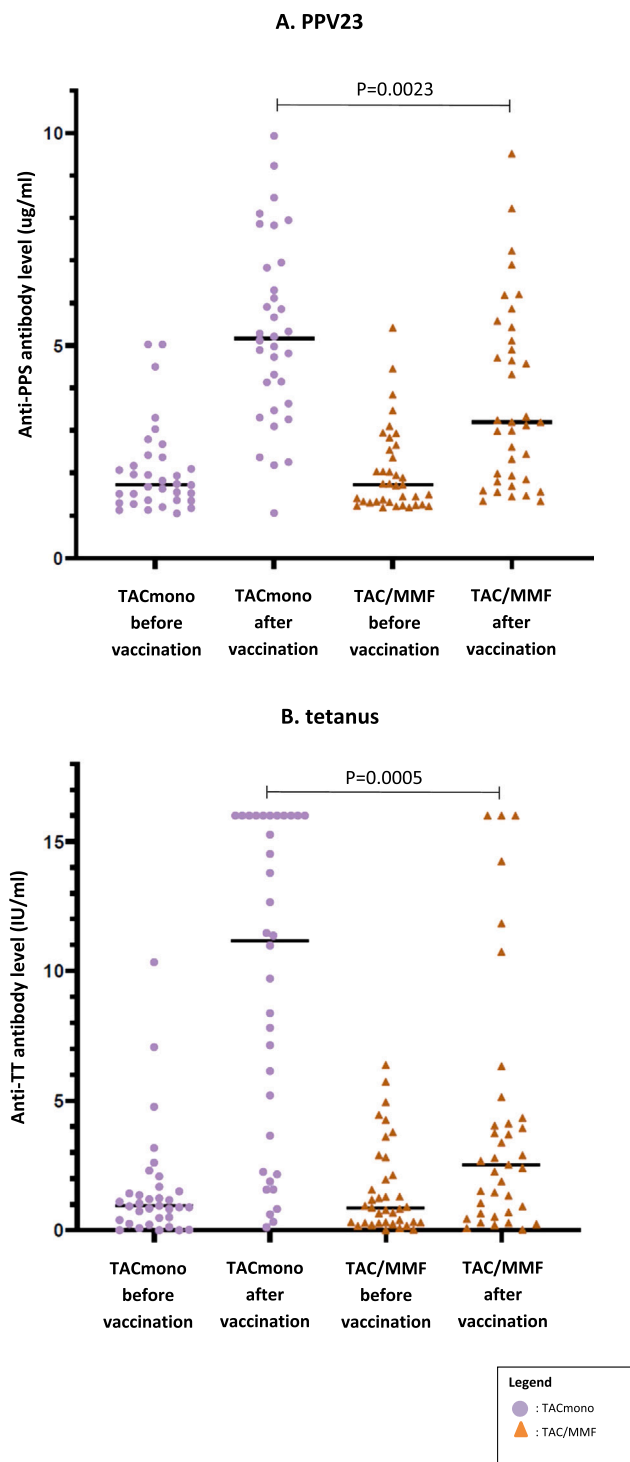 A. PPV23
P=0.0023
Anti-PPS antibody level (ug/ml)
10
5
0
TACmono before vaccination
TACmono after vaccination
TAC/MMF before vaccination
TAC/MMF after vaccination
B. tetanus
P=0.0005
Anti-TT antibody level (IU/ml)
15
10
5
0
TACmono before vaccination
TACmono after vaccination
TAC/MMF before vaccination
TAC/MMF after vaccination
Legend
: TACmono
: TAC/MMF